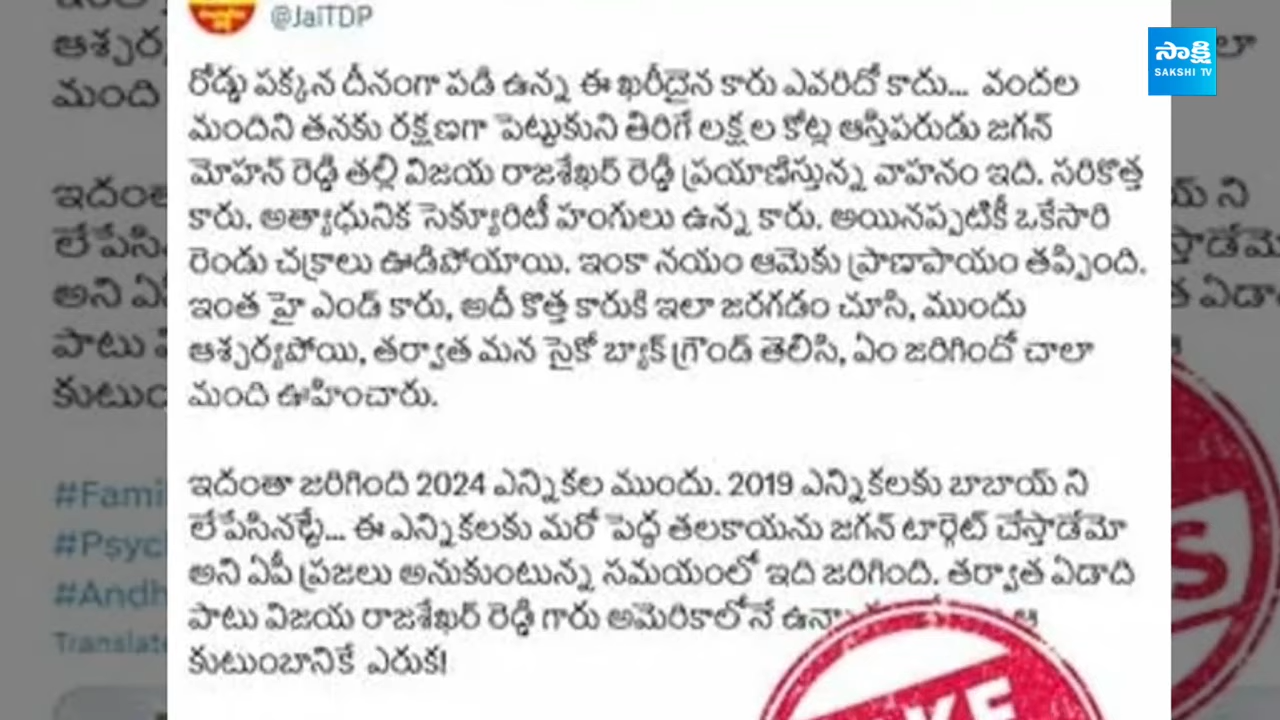 @JaiTDP
సాక్షి
SAKSHI TV
రోడ్డు పక్కన దీనంగా పడి ఉన్న ఈ ఖరీదైన కారు ఎవరిదో కాదు... వందల
మందిని తనకు రక్షణగా పెట్టుకుని తిరిగే లక్షల కోట్ల ఆస్తిపరుడు జగన్
మోహన్ రెడ్డి తల్లి విజయ రాజశేఖర్ రెడ్డి ప్రయాణిస్తున్న వాహనం ఇది. సరికొత్త
కారు. అత్యాధునిక సెక్యూరిటీ హంగులు ఉన్న కారు. అయినప్పటికీ ఒకేసారి
రెండు చక్రాలు ఊడిపోయాయి. ఇంకా నయం ఆమెకు ప్రాణాపాయం తప్పింది.
ఇంత హై ఎండ్ కారు, అదీ కొత్త కారుకి ఇలా జరగడం చూసి, ముందు
ఆశ్చర్యపోయి, తర్వాత మన సైకో బ్యాక్ గ్రౌండ్ తెలిసి, ఏం జరిగిందో చాలా
మంది ఊహించారు.
ఇదంతా జరిగింది 2024 ఎన్నికల ముందు. 2019 ఎన్నికలకు బాబాయ్ ని
లేపేసినట్టే... ఈ ఎన్నికలకు మరో పెద్ద తలకాయను జగన్ టార్గెట్ చేస్తాడేమో
అని ఏపీ ప్రజలు అనుకుంటున్న సమయంలో ఇది జరిగింది. తర్వాత ఏడాది
పాటు విజయ రాజశేఖర్ రెడ్డి గారు అమెరికాలోనే
కుటుంబానికే ఎరుక!